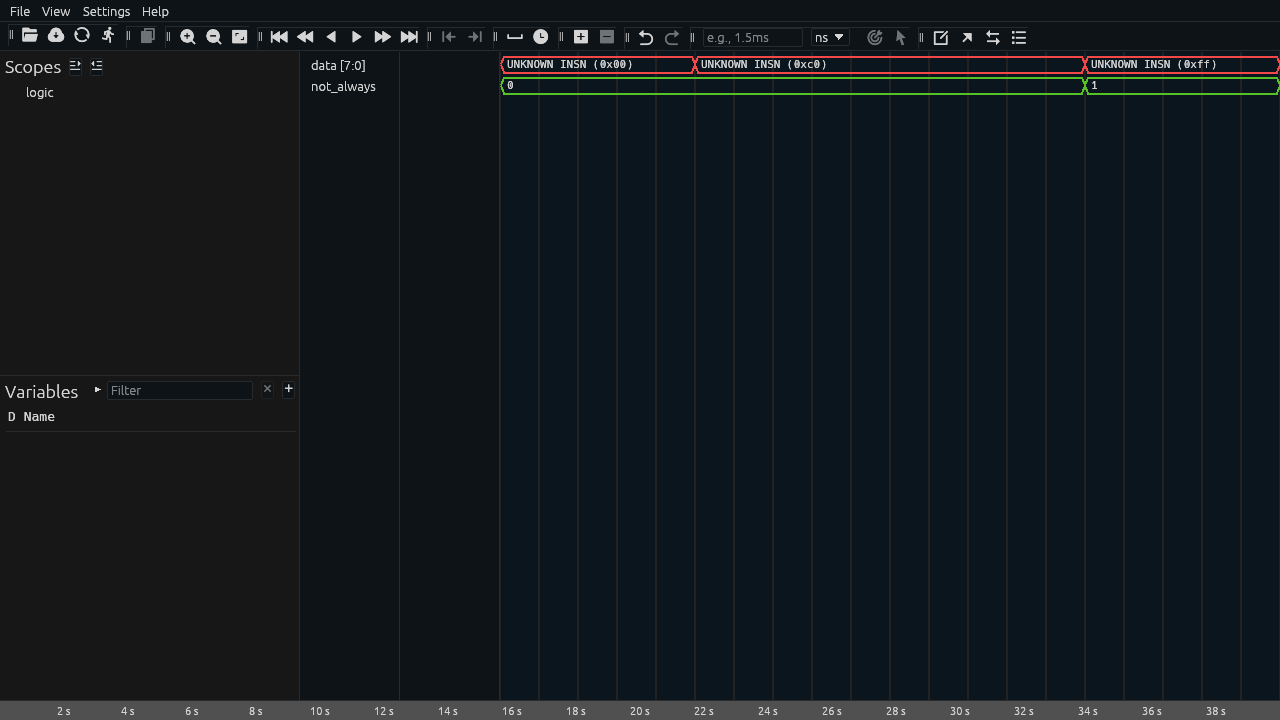 File View Settings Help
e.g., 1.5ms ns
Scopes
logic
data [7:0] UNKNOWN INSN (0x00) UNKNOWN INSN (0xc0) UNKNOWN INSN (0xff)
not_always 0 1
Variables Filter
D Name
2 s 4 s 6 s 8 s 10 s 12 s 14 s 16 s 18 s 20 s 22 s 24 s 26 s 28 s 30 s 32 s 34 s 36 s 38 s